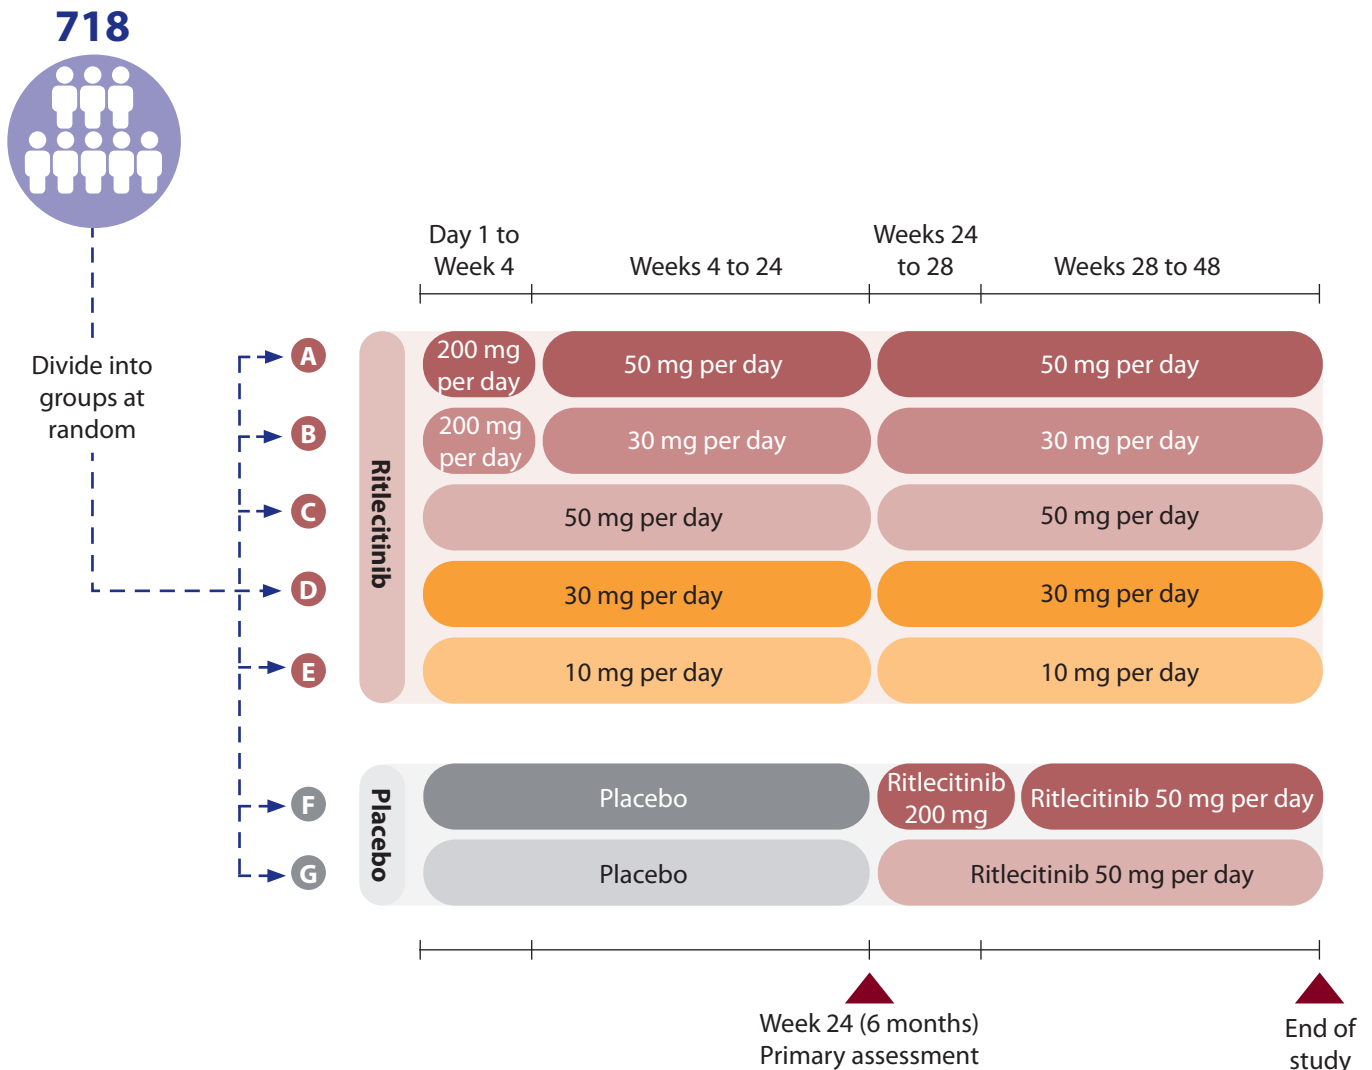 718
Divide into
groups at
random
Day 1 to
Week 4
Weeks 4 to 24
Weeks 24
to 28
Weeks 28 to 48
Ritlecitinib
A
200 mg
per day
50 mg per day
50 mg per day
B
200 mg
per day
30 mg per day
30 mg per day
C
50 mg per day
50 mg per day
D
30 mg per day
30 mg per day
E
10 mg per day
10 mg per day
Placebo
F
Placebo
Ritlecitinib
200 mg
Ritlecitinib 50 mg per day
G
Placebo
Ritlecitinib 50 mg per day
Week 24 (6 months)
Primary assessment
End of
study